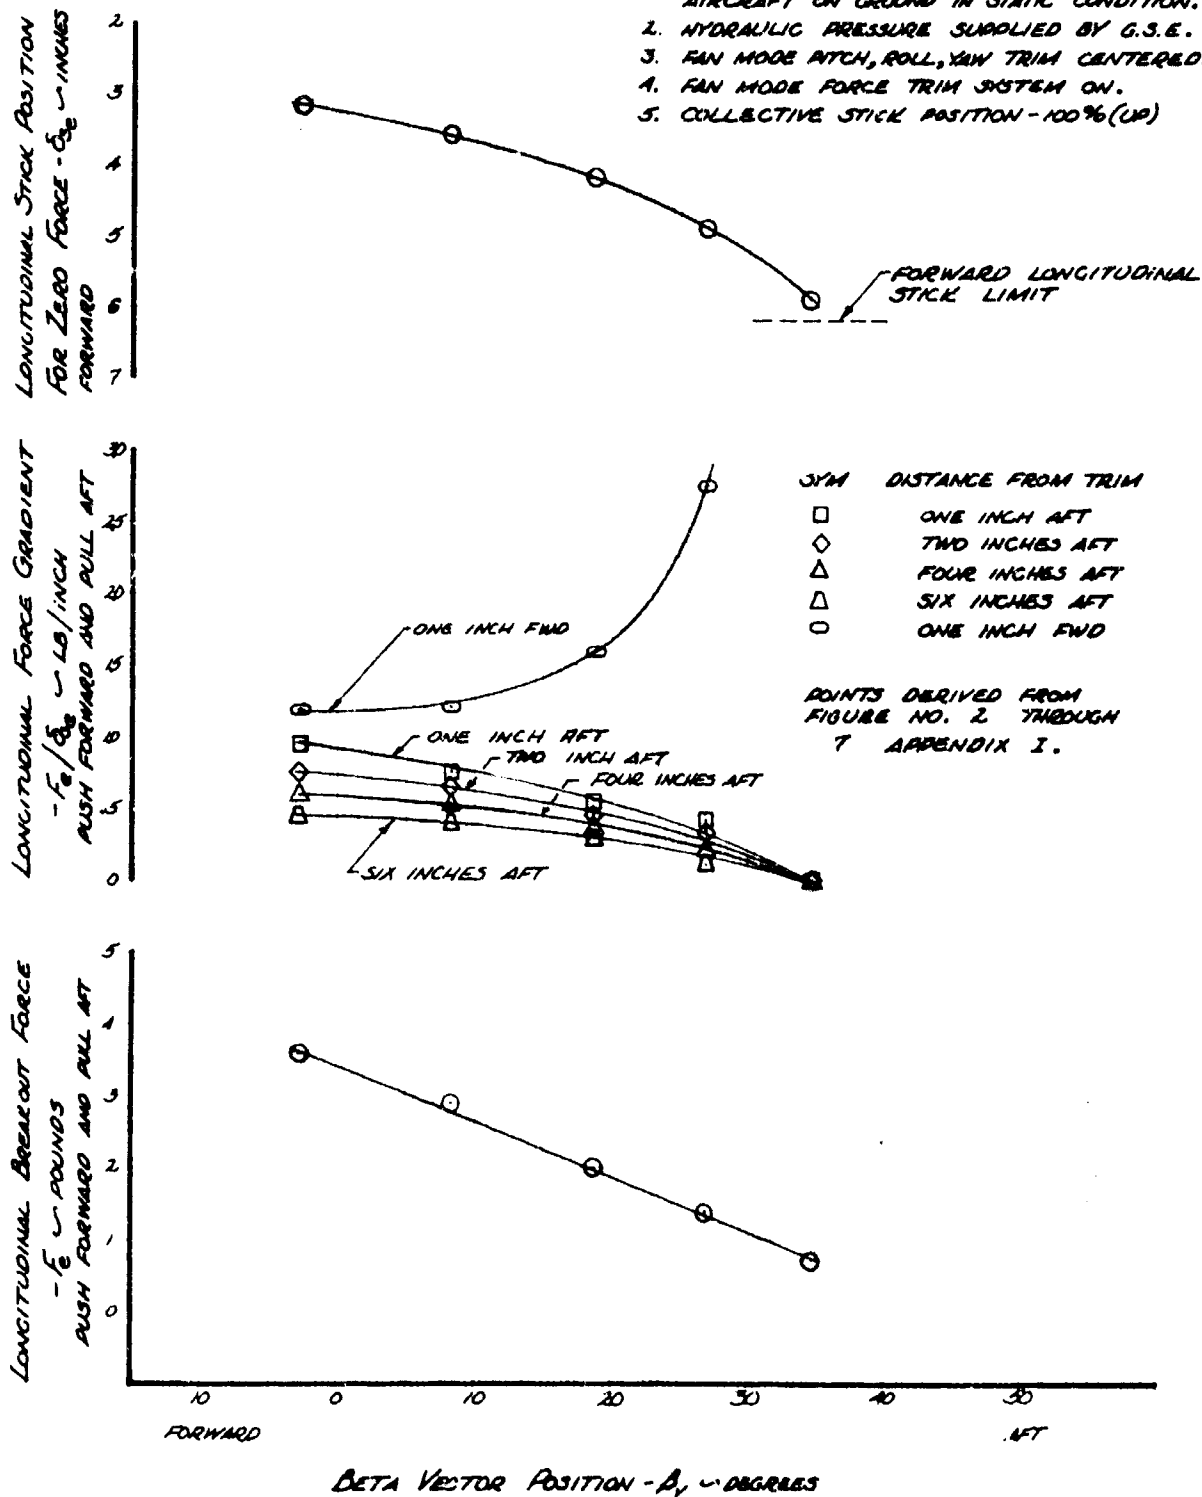 AIRCRAFT ON GROUND IN STATIC CONDITION.
2. HYDRAULIC PRESSURE SUPPLIED BY G.S.E.
3. FAN MODE PITCH, ROLL, YAW TRIM CENTERED
4. FAN MODE FORCE TRIM SYSTEM ON.
5. COLLECTIVE STICK POSITION - 100% (UP)
LONGITUDINAL STICK POSITION
FOR ZERO FORCE - δse ~ INCHES
FORWARD
2
3
4
5
6
7
FORWARD LONGITUDINAL
STICK LIMIT
LONGITUDINAL FORCE GRADIENT
- Fe/δse ~ LB/INCH
PUSH FORWARD AND PULL AFT
30
25
20
15
10
5
0
SYM DISTANCE FROM TRIM
□ ONE INCH AFT
◇ TWO INCHES AFT
△ FOUR INCHES AFT
SIX INCHES AFT
ONE INCH FWD
POINTS DERIVED FROM
FIGURE NO. 2 THROUGH
7 APPENDIX I.
ONE INCH FWD
ONE INCH AFT
TWO INCH AFT
FOUR INCHES AFT
SIX INCHES AFT
LONGITUDINAL BREAKOUT FORCE
- Fe ~ POUNDS
PUSH FORWARD AND PULL AFT
5
4
3
2
1
0
10 0 10 20 30 40 50
FORWARD AFT
BETA VECTOR POSITION - βv ~ DEGREES